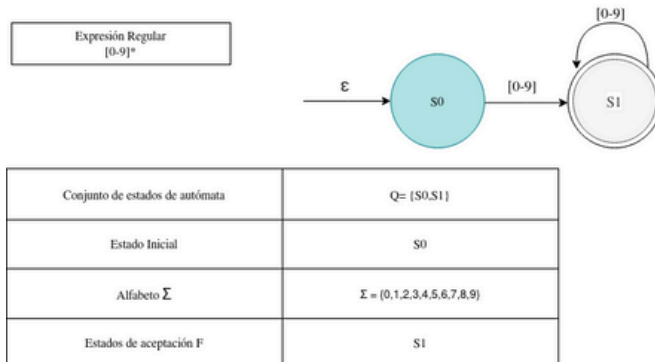 Expresión Regular
[0-9]*
[0-9]
ε
S0
[0-9]
S1
Conjunto de estados de autómata
Q= {S0,S1}
Estado Inicial
S0
Alfabeto Σ
Σ = {0,1,2,3,4,5,6,7,8,9}
Estados de aceptación F
S1